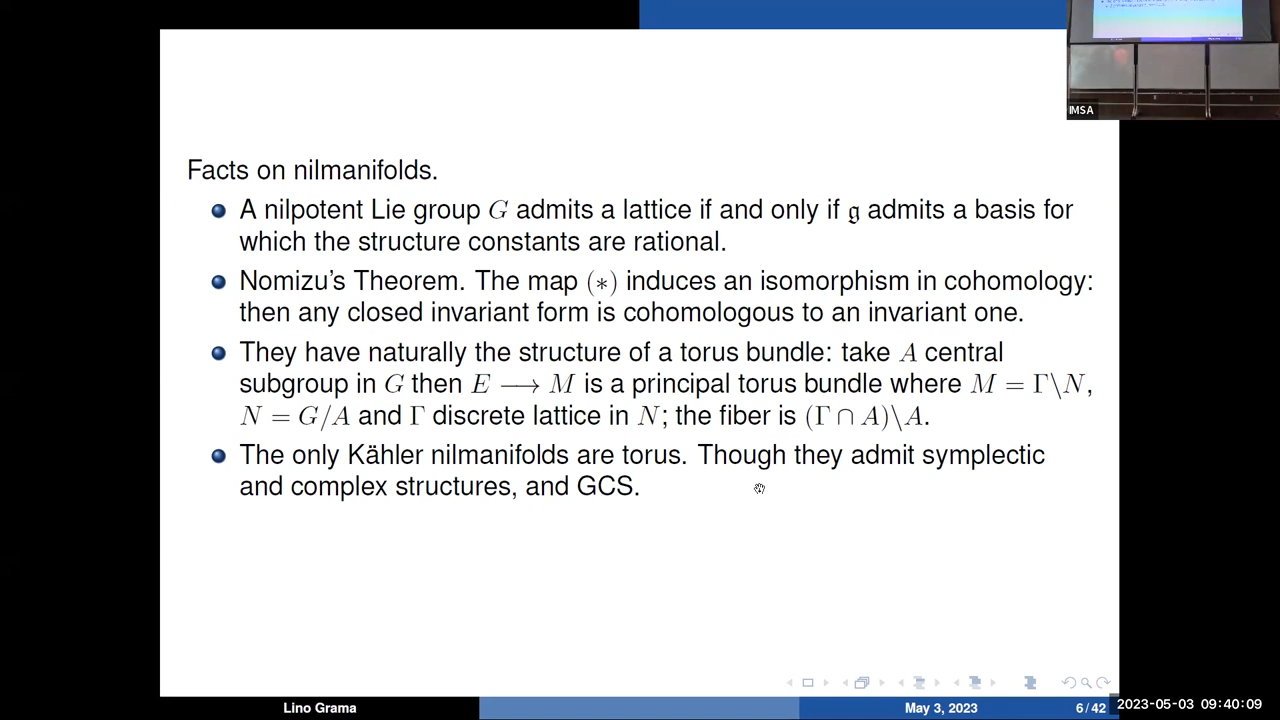 IMSA
Facts on nilmanifolds.
A nilpotent Lie group G admits a lattice if and only if 𝔤 admits a basis for
which the structure constants are rational.
Nomizu's Theorem. The map (∗) induces an isomorphism in cohomology:
then any closed invariant form is cohomologous to an invariant one.
They have naturally the structure of a torus bundle: take A central
subgroup in G then E ⟶ M is a principal torus bundle where M = Γ\N,
N = G/A and Γ discrete lattice in N; the fiber is (Γ ∩ A)\A.
The only Kähler nilmanifolds are torus. Though they admit symplectic
and complex structures, and GCS.
Lino Grama
May 3, 2023
6/42
2023-05-03 09:40:09